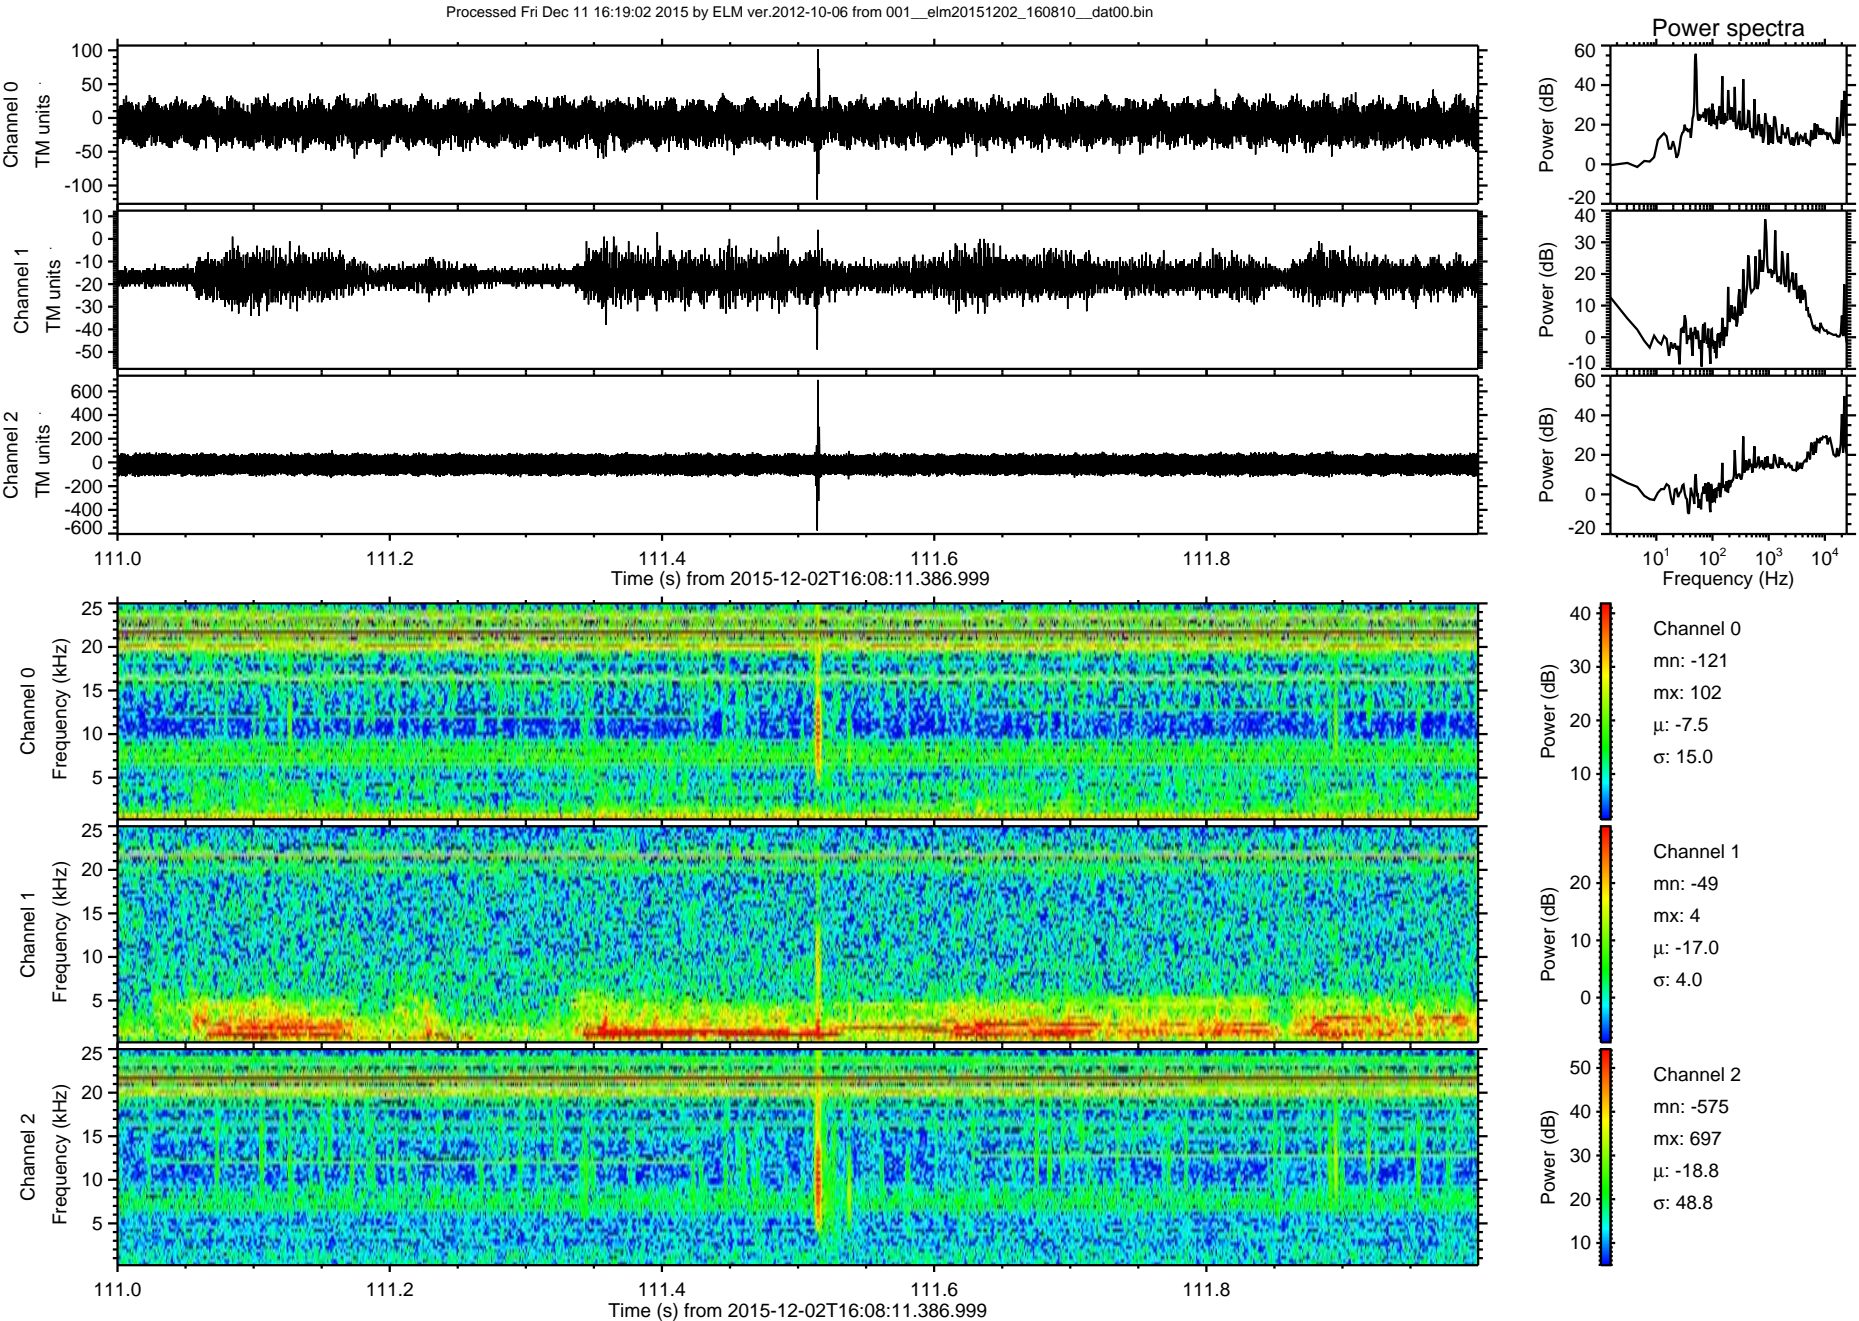 Processed Fri Dec 11 16:19:02 2015 by ELM ver.2012-10-06 from 001__elm20151202_160810__dat00.bin
Power spectra
Channel 0
TM units
100
50
0
-50
-100
Power (dB)
60
40
20
0
-20
Channel 1
TM units
10
0
-10
-20
-30
-40
-50
Power (dB)
40
30
20
10
0
-10
Channel 2
TM units
600
400
200
0
-200
-400
-600
Power (dB)
60
40
20
0
-20
111.0 111.2 111.4 111.6 111.8
Time (s) from 2015-12-02T16:08:11.386.999
10^1 10^2 10^3 10^4
Frequency (Hz)
Channel 0
Frequency (kHz)
25
20
15
10
5
Power (dB)
40
30
20
10
Channel 0
mn: -121
mx: 102
μ: -7.5
σ: 15.0
Channel 1
Frequency (kHz)
25
20
15
10
5
Power (dB)
20
10
0
Channel 1
mn: -49
mx: 4
μ: -17.0
σ: 4.0
Channel 2
Frequency (kHz)
25
20
15
10
5
Power (dB)
50
40
30
20
10
Channel 2
mn: -575
mx: 697
μ: -18.8
σ: 48.8
111.0 111.2 111.4 111.6 111.8
Time (s) from 2015-12-02T16:08:11.386.999